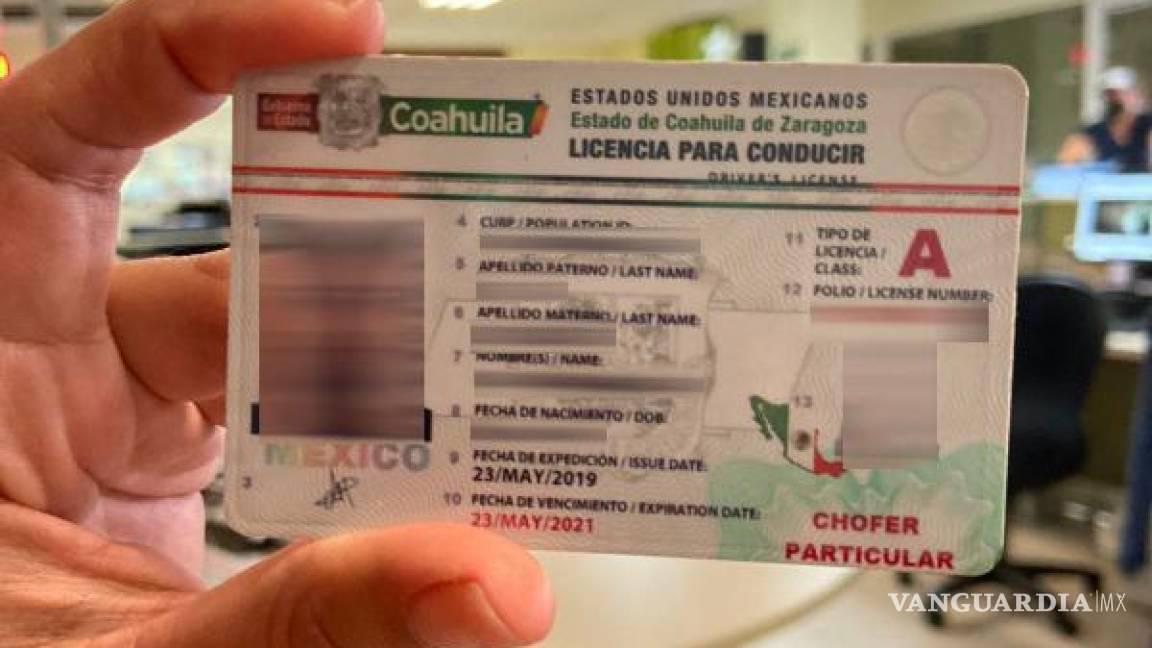 Gobierno
del Estado
Coahuila
ESTADOS UNIDOS MEXICANOS
Estado de Coahuila de Zaragoza
LICENCIA PARA CONDUCIR
DRIVER'S LICENSE
4 CURP / POPULATION ID:
5 APELLIDO PATERNO / LAST NAME:
6 APELLIDO MATERNO / LAST NAME:
7 NOMBRE(S) / NAME:
8 FECHA DE NACIMIENTO / DOB:
9 FECHA DE EXPEDICIÓN / ISSUE DATE:
23/MAY/2019
10 FECHA DE VENCIMIENTO / EXPIRATION DATE:
23/MAY/2021
11 TIPO DE
LICENCIA /
CLASS:
A
12 FOLIO / LICENSE NUMBER:
13
MEXICO
3
CHOFER
PARTICULAR
VANGUARDIA|MX